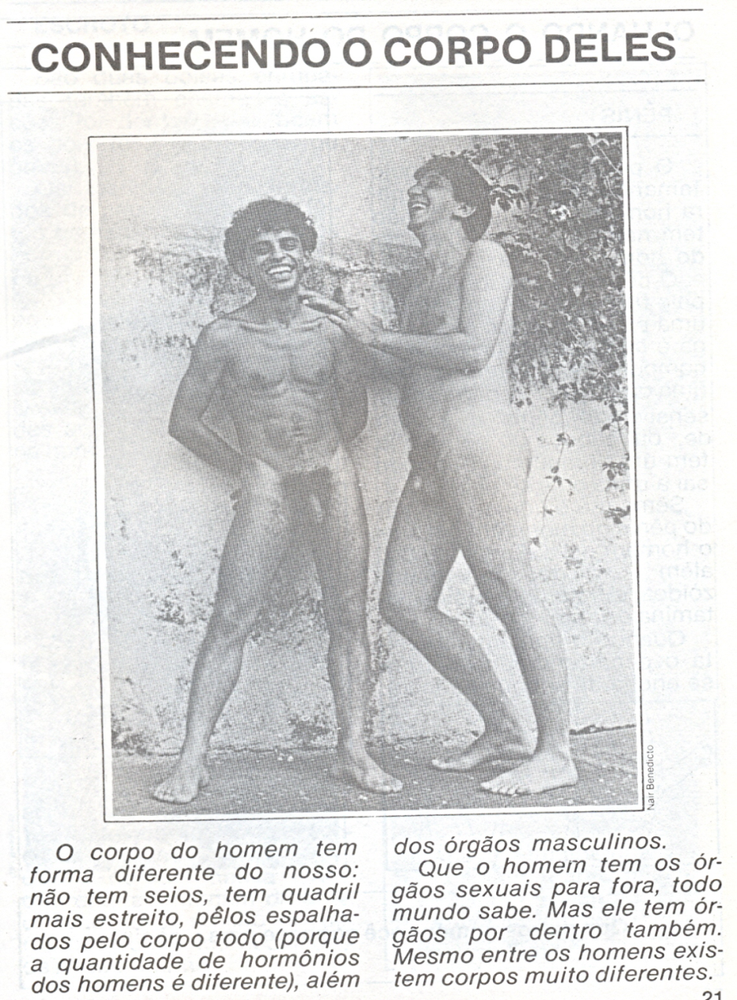 CONHECENDO O CORPO DELES
Nair Benedicto
O corpo do homem tem
forma diferente do nosso:
não tem seios, tem quadril
mais estreito, pêlos espalha-
dos pelo corpo todo (porque
a quantidade de hormônios
dos homens é diferente), além
dos órgãos masculinos.
Que o homem tem os ór-
gãos sexuais para fora, todo
mundo sabe. Mas ele tem ór-
gãos por dentro também.
Mesmo entre os homens exis-
tem corpos muito diferentes.
21